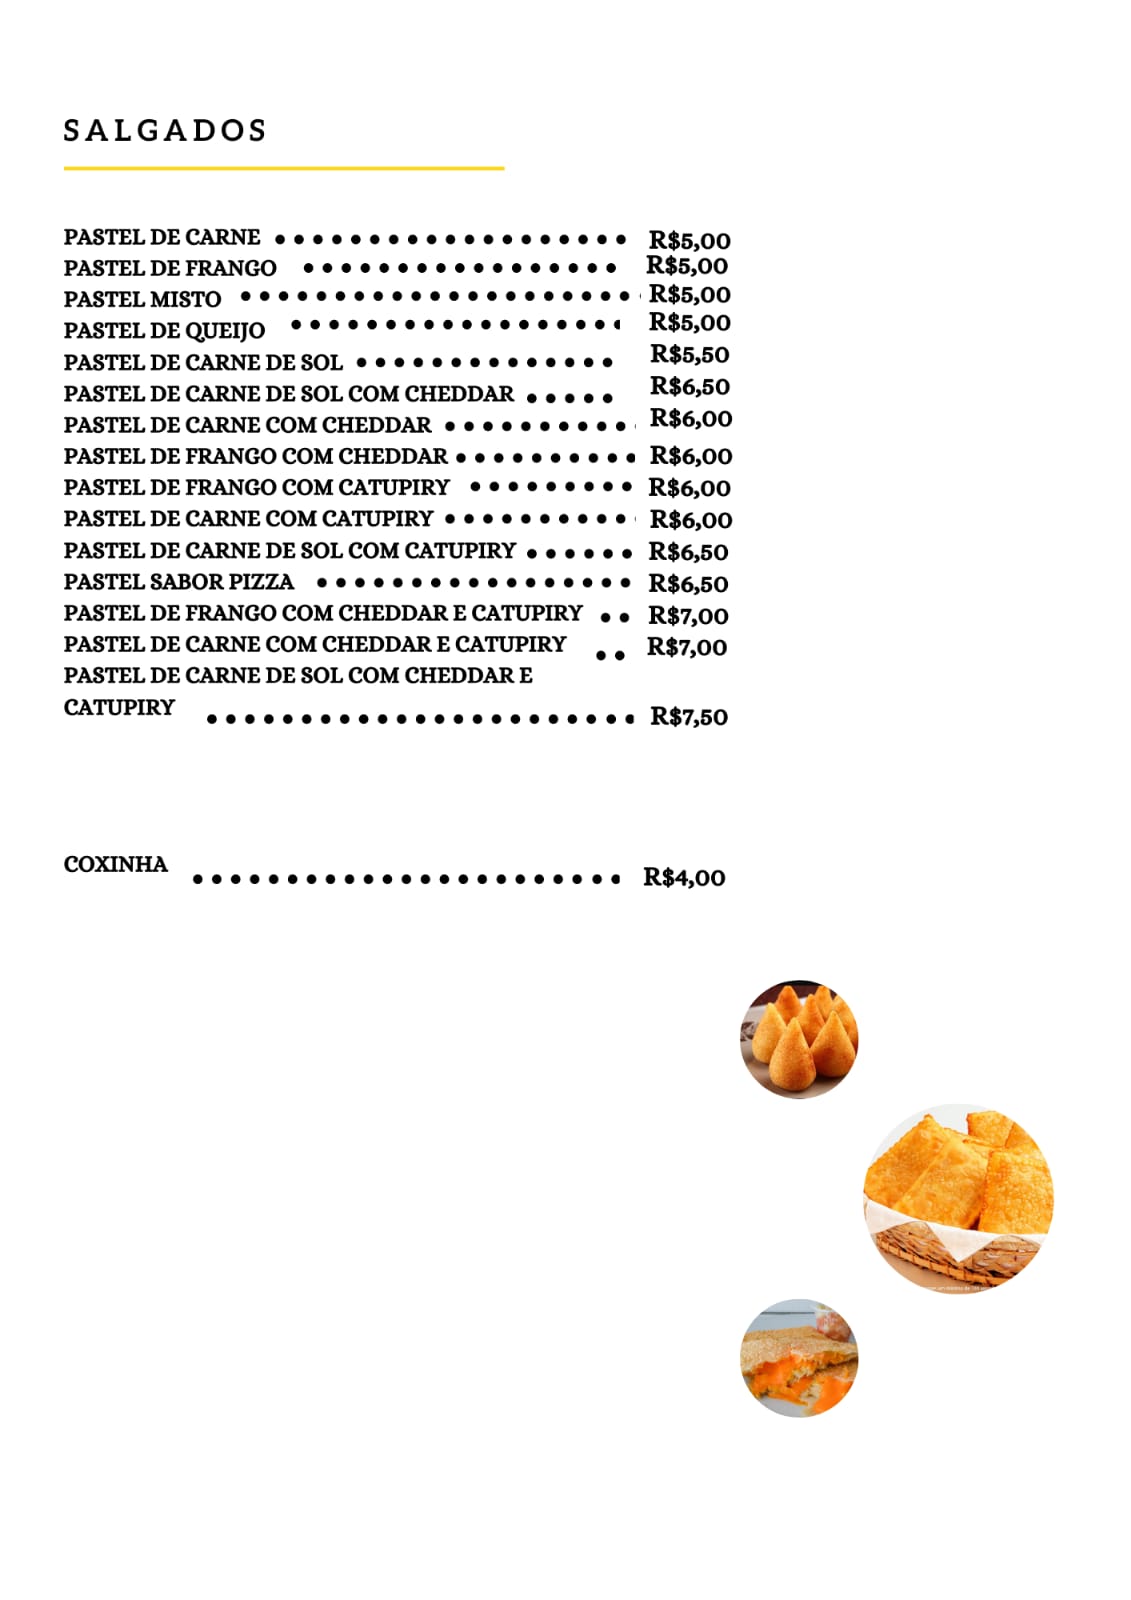 SALGADOS
PASTEL DE CARNE R$5,00
PASTEL DE FRANGO R$5,00
PASTEL MISTO R$5,00
PASTEL DE QUEIJO R$5,00
PASTEL DE CARNE DE SOL R$5,50
PASTEL DE CARNE DE SOL COM CHEDDAR R$6,50
PASTEL DE CARNE COM CHEDDAR R$6,00
PASTEL DE FRANGO COM CHEDDAR R$6,00
PASTEL DE FRANGO COM CATUPIRY R$6,00
PASTEL DE CARNE COM CATUPIRY R$6,00
PASTEL DE CARNE DE SOL COM CATUPIRY R$6,50
PASTEL SABOR PIZZA R$6,50
PASTEL DE FRANGO COM CHEDDAR E CATUPIRY R$7,00
PASTEL DE CARNE COM CHEDDAR E CATUPIRY R$7,00
PASTEL DE CARNE DE SOL COM CHEDDAR E
CATUPIRY R$7,50
COXINHA R$4,00